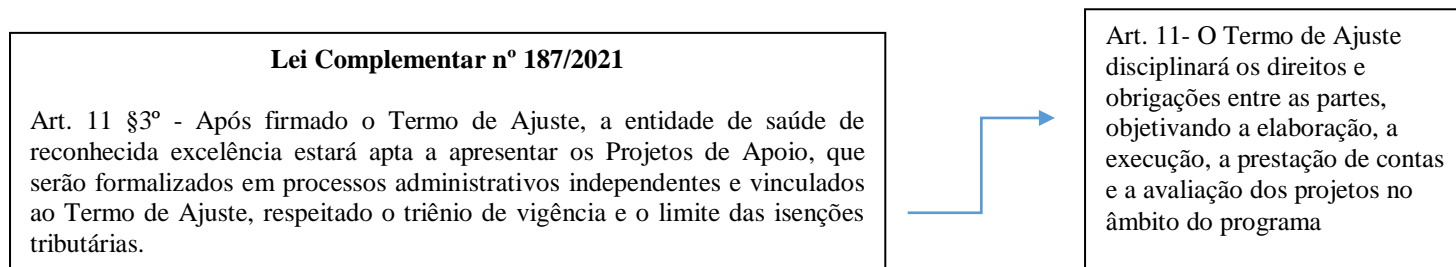 Lei Complementar nº 187/2021
Art. 11 §3º - Após firmado o Termo de Ajuste, a entidade de saúde de
reconhecida excelência estará apta a apresentar os Projetos de Apoio, que
serão formalizados em processos administrativos independentes e vinculados
ao Termo de Ajuste, respeitado o triênio de vigência e o limite das isenções
tributárias.
Art. 11- O Termo de Ajuste
disciplinará os direitos e
obrigações entre as partes,
objetivando a elaboração, a
execução, a prestação de contas
e a avaliação dos projetos no
âmbito do programa